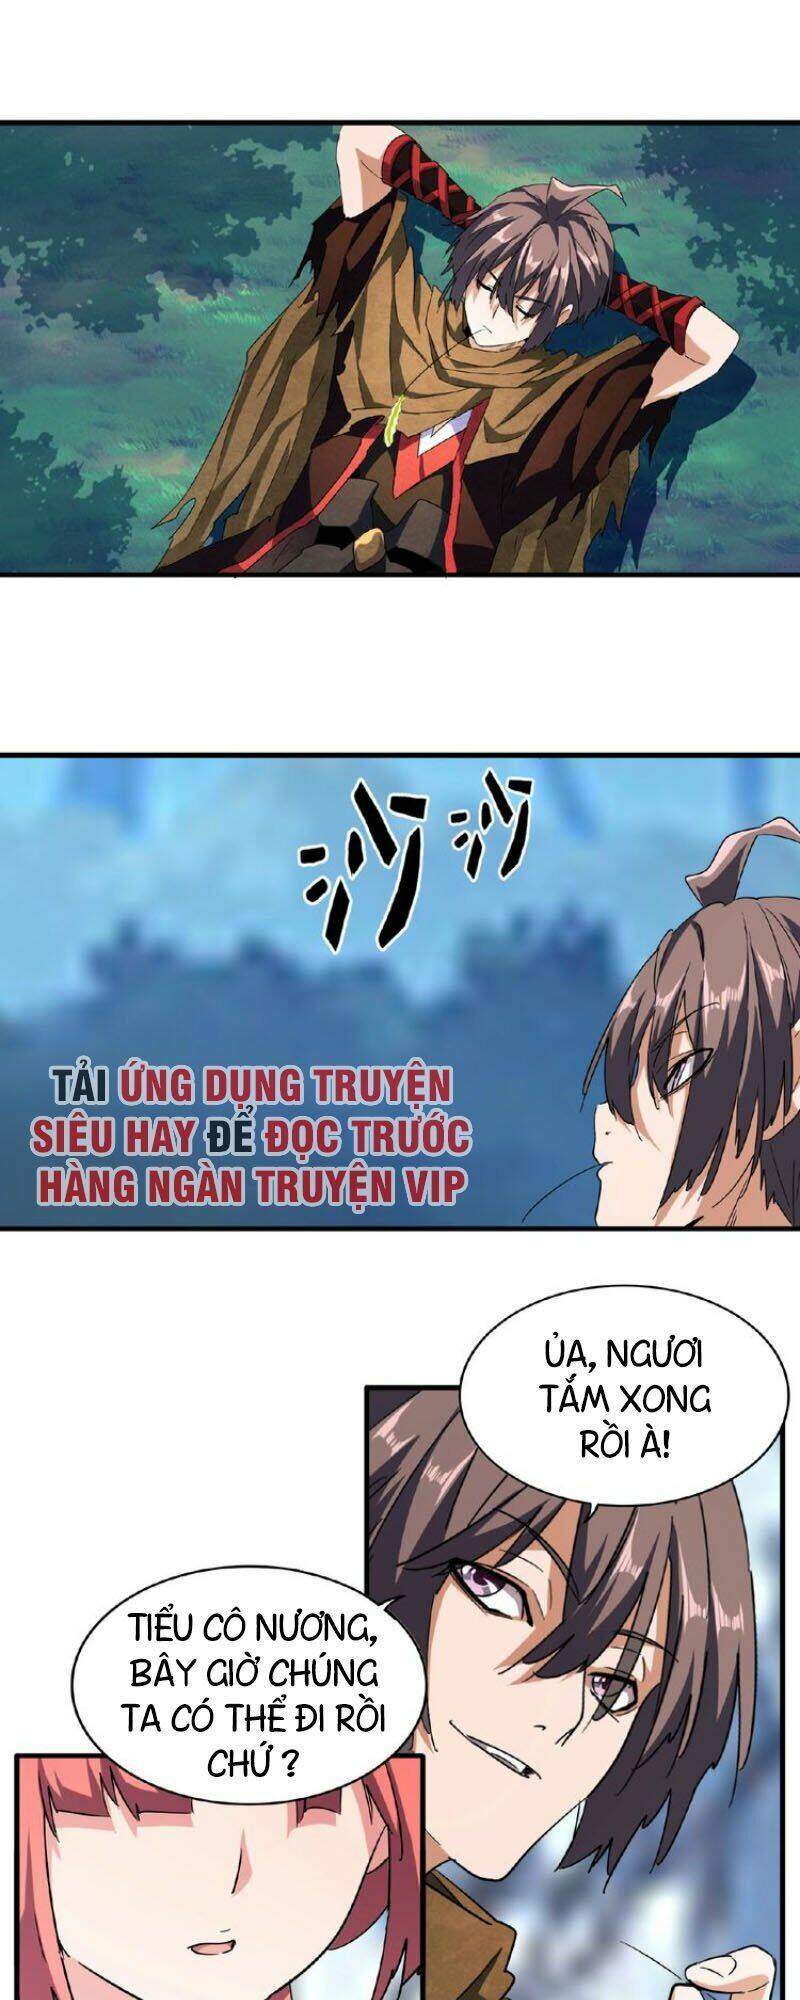 沙沙
TẢI ỨNG DỤNG TRUYỆN
SIÊU HAY ĐỂ ĐỌC TRƯỚC
HÀNG NGÀN TRUYỆN VIP
ỦA, NGƯƠI
TẮM XONG
RỒI À!
TIỂU CÔ NƯƠNG,
BÂY GIỜ CHÚNG
TA CÓ THỂ ĐI RỒI
CHỨ ?